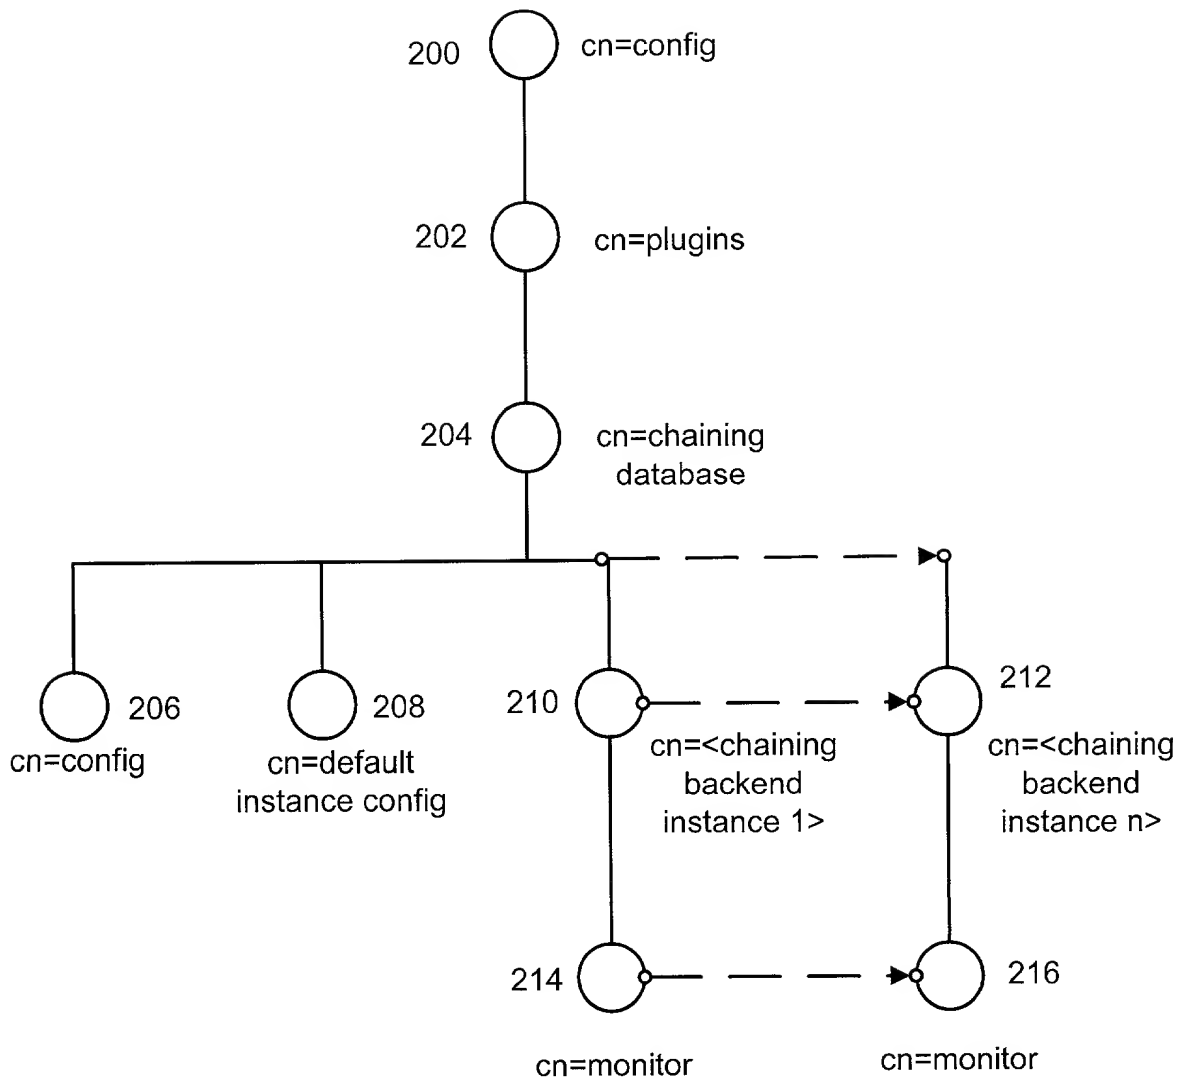 200
cn=config
202
cn=plugins
204
cn=chaining
database
206
cn=config
208
cn=default
instance config
210
cn=<chaining
backend
instance 1>
212
cn=<chaining
backend
instance n>
214
cn=monitor
216
cn=monitor